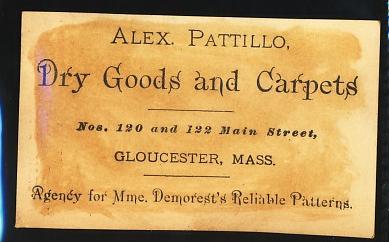 ALEX. PATTILLO,
Dry Goods and Carpets
Nos. 120 and 122 Main Street,
GLOUCESTER, MASS.
Agency for Mme. Demorest's Reliable Patterns.